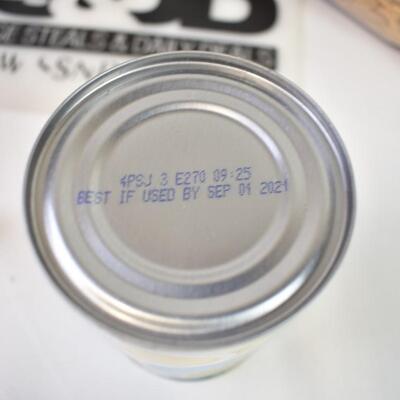 & DAILY DEALS
STEALS
4PSJ 3 E270 09:25
BEST IF USED BY SEP 01 2021